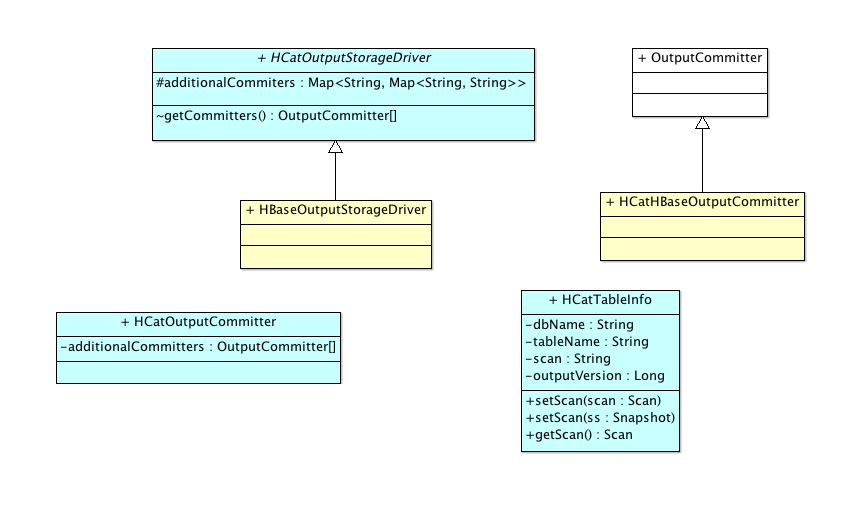 + HCatOutputStorageDriver
#additionalCommiters : Map<String, Map<String, String>>
~getCommitters() : OutputCommitter[]
+ OutputCommitter
+ HBaseOutputStorageDriver
+ HCatHBaseOutputCommitter
+ HCatOutputCommitter
-additionalCommitters : OutputCommitter[]
+ HCatTableInfo
-dbName : String
-tableName : String
-scan : String
-outputVersion : Long
+setScan(scan : Scan)
+setScan(ss : Snapshot)
+getScan() : Scan